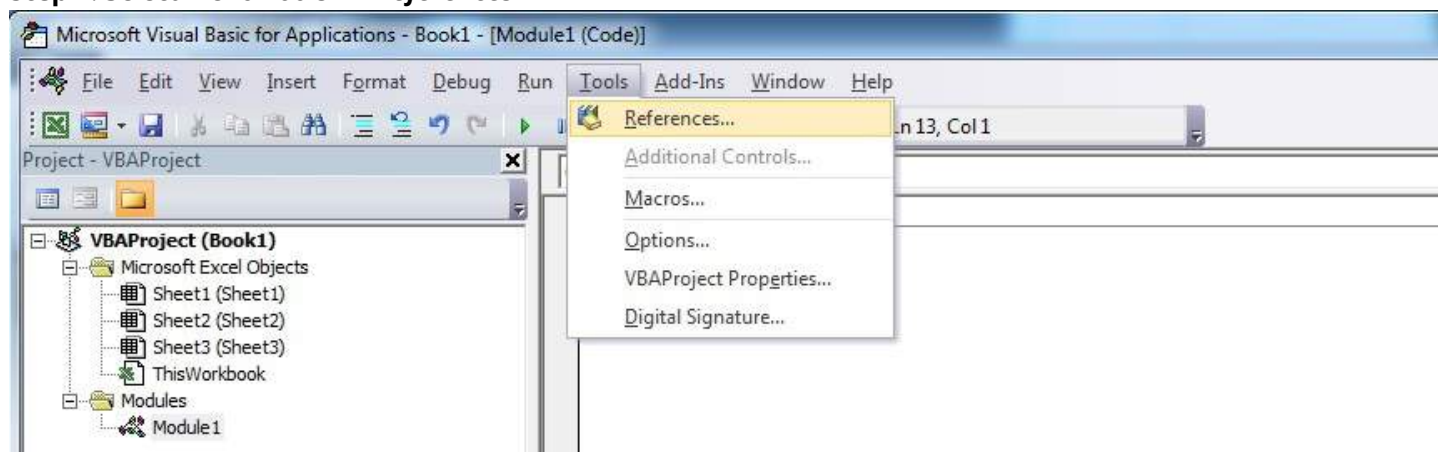 Microsoft Visual Basic for Applications - Book1 - [Module1 (Code)]
File Edit View Insert Format Debug Run Tools Add-Ins Window Help
References...
Ln 13, Col 1
Project - VBAProject
Additional Controls...
Macros...
VBAProject (Book1)
Options...
Microsoft Excel Objects
VBAProject Properties...
Sheet1 (Sheet1)
Sheet2 (Sheet2)
Digital Signature...
Sheet3 (Sheet3)
ThisWorkbook
Modules
Module1